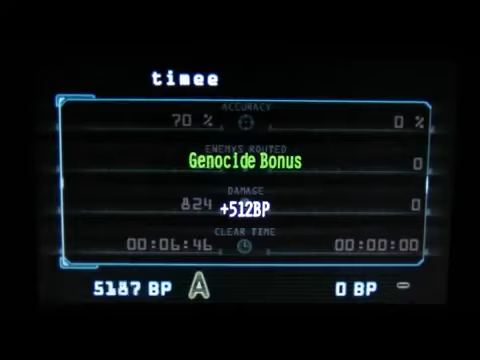 timee
ACCURACY
70 % 0 %
ENEMYS ROUTED
Genocide Bonus
0
DAMAGE
824 0
+512BP
CLEAR TIME
00:06:46 00:00:00
5187 BP A 0 BP -